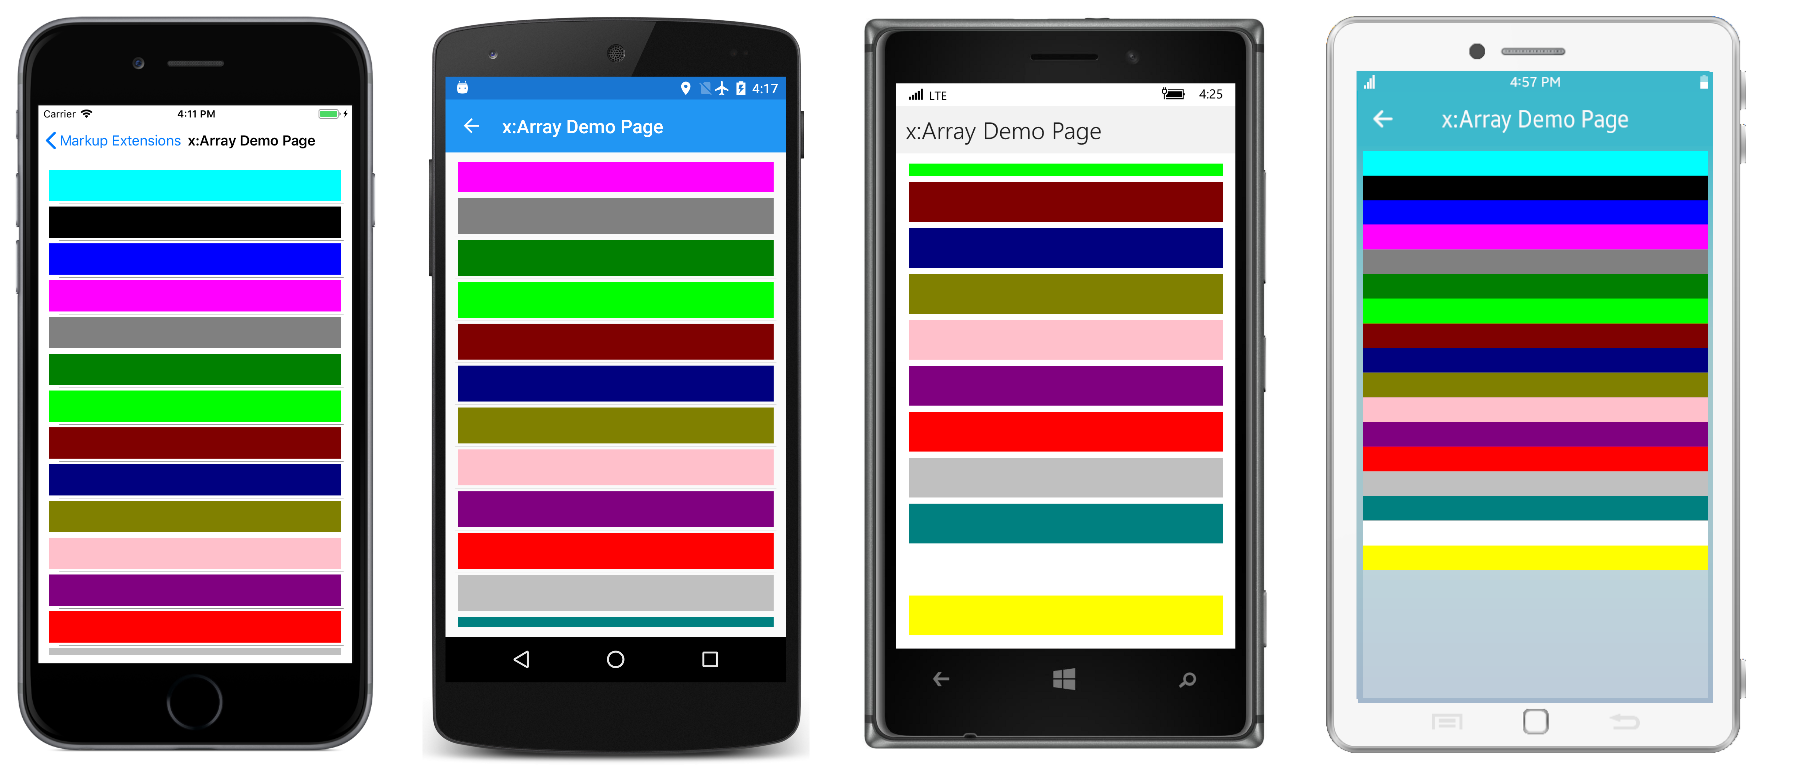 Carrier 4:11 PM
Markup Extensions x:Array Demo Page
4:17
x:Array Demo Page
LTE 4:25
x:Array Demo Page
4:57 PM
x:Array Demo Page